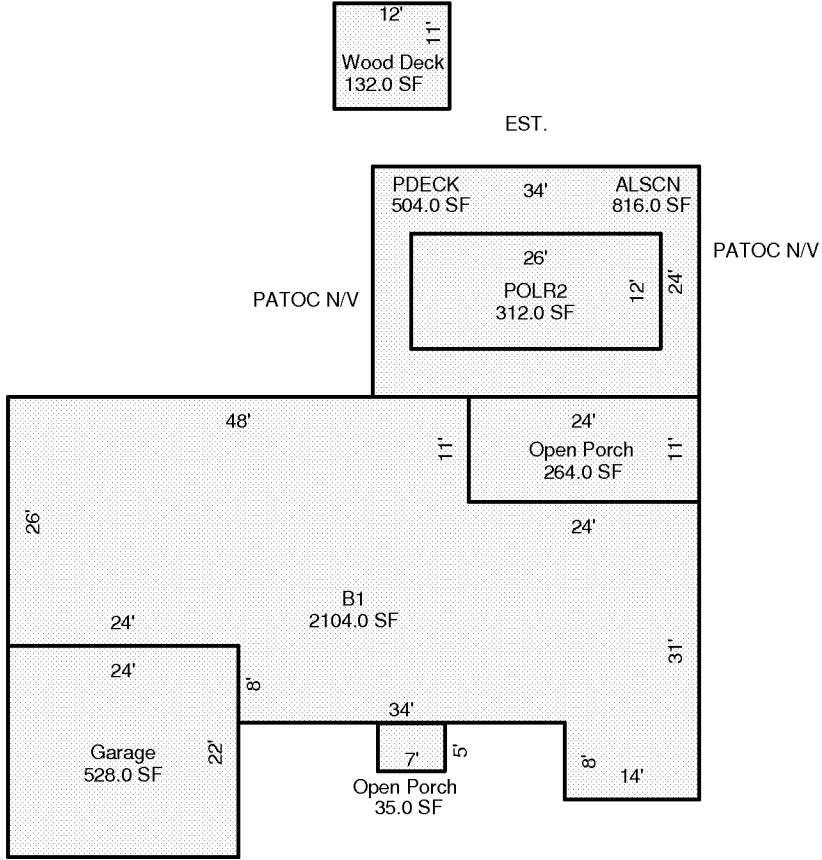 12'
11'
Wood Deck
132.0 SF
EST.
PDECK
504.0 SF
34'
ALSCN
816.0 SF
PATOC N/V
26'
12'
24'
POLR2
312.0 SF
PATOC N/V
48'
11'
24'
11'
Open Porch
264.0 SF
26'
24'
B1
2104.0 SF
24'
31'
24'
8'
34'
Garage
528.0 SF
22'
7'
5'
8'
14'
Open Porch
35.0 SF